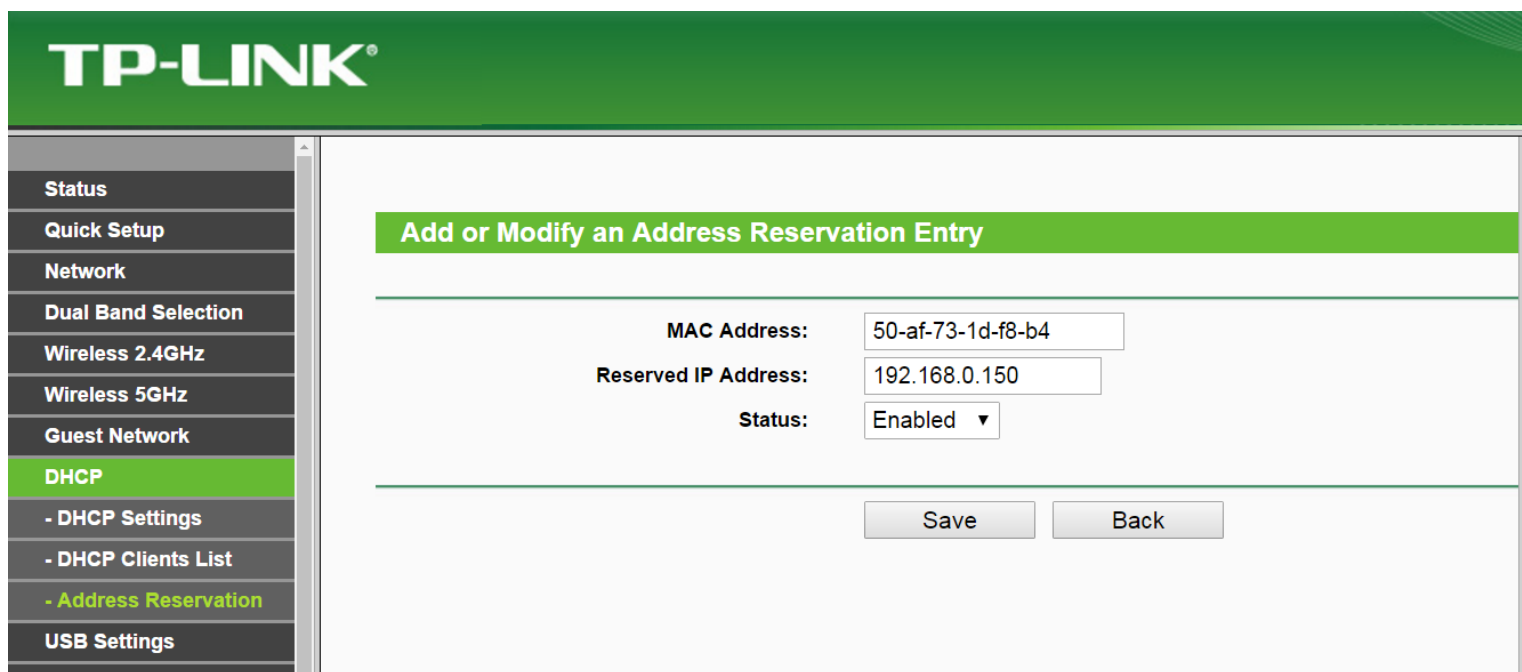 TP-LINK®
Status
Quick Setup
Network
Dual Band Selection
Wireless 2.4GHz
Wireless 5GHz
Guest Network
DHCP
- DHCP Settings
- DHCP Clients List
- Address Reservation
USB Settings
Add or Modify an Address Reservation Entry
MAC Address: 50-af-73-1d-f8-b4
Reserved IP Address: 192.168.0.150
Status: Enabled
Save Back